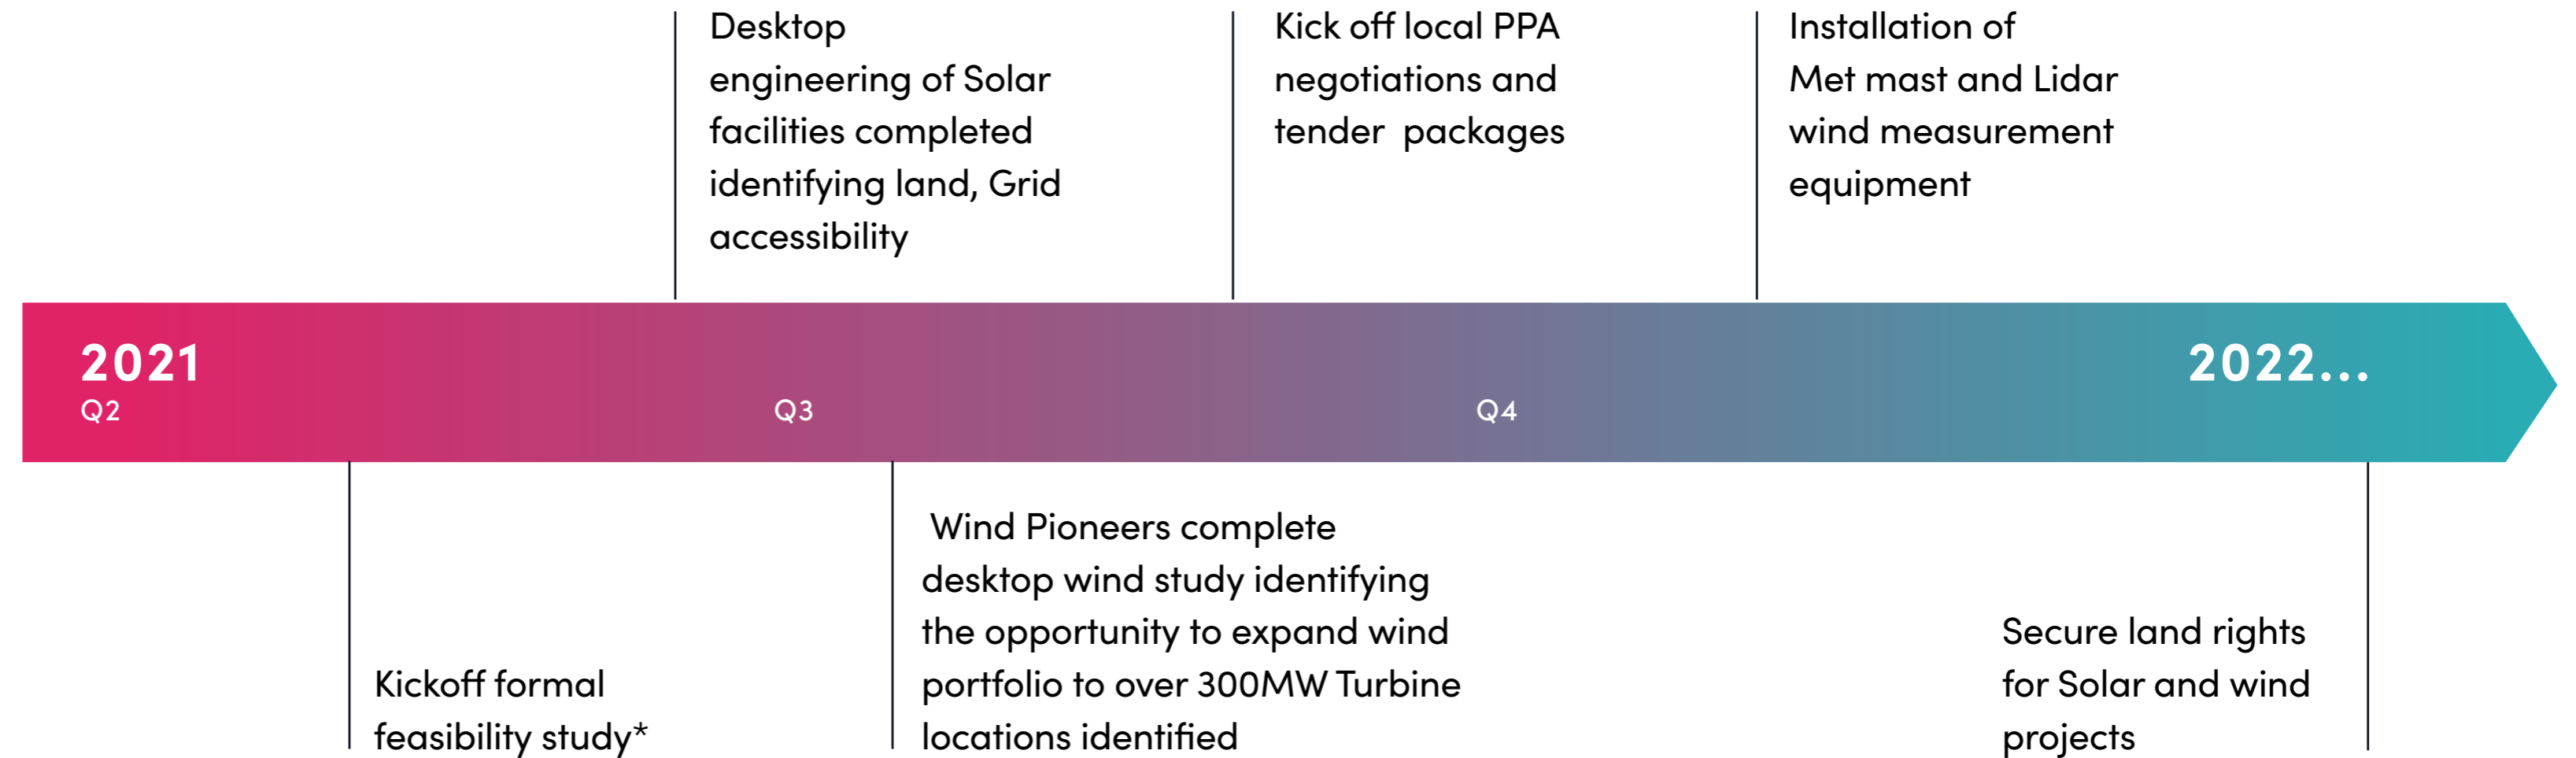 Desktop
engineering of Solar
facilities completed
identifying land, Grid
accessibility
Kick off local PPA
negotiations and
tender  packages
Installation of
Met mast and Lidar
wind measurement
equipment
2021
Q2
Q3
Q4
2022...
Kickoff formal
feasibility study*
Wind Pioneers complete
desktop wind study identifying
the opportunity to expand wind
portfolio to over 300MW Turbine
locations identified
Secure land rights
for Solar and wind
projects